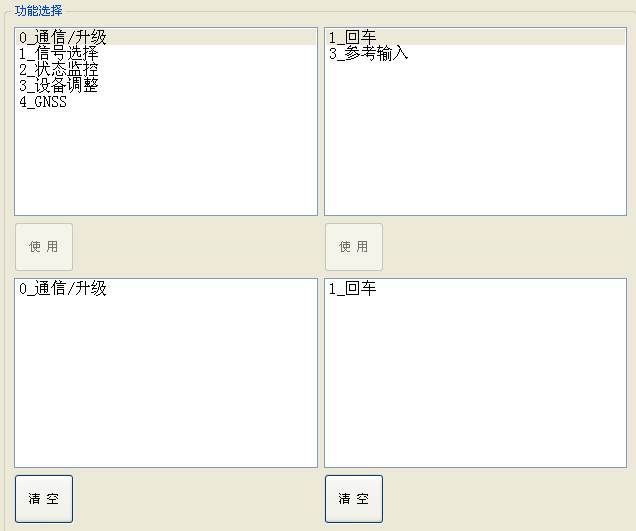 功能选择
0_通信/升级
1_信号选择
2_状态监控
3_设备调整
4_GNSS
1_回车
3_参考输入
使 用
使 用
0_通信/升级
1_回车
清 空
清 空